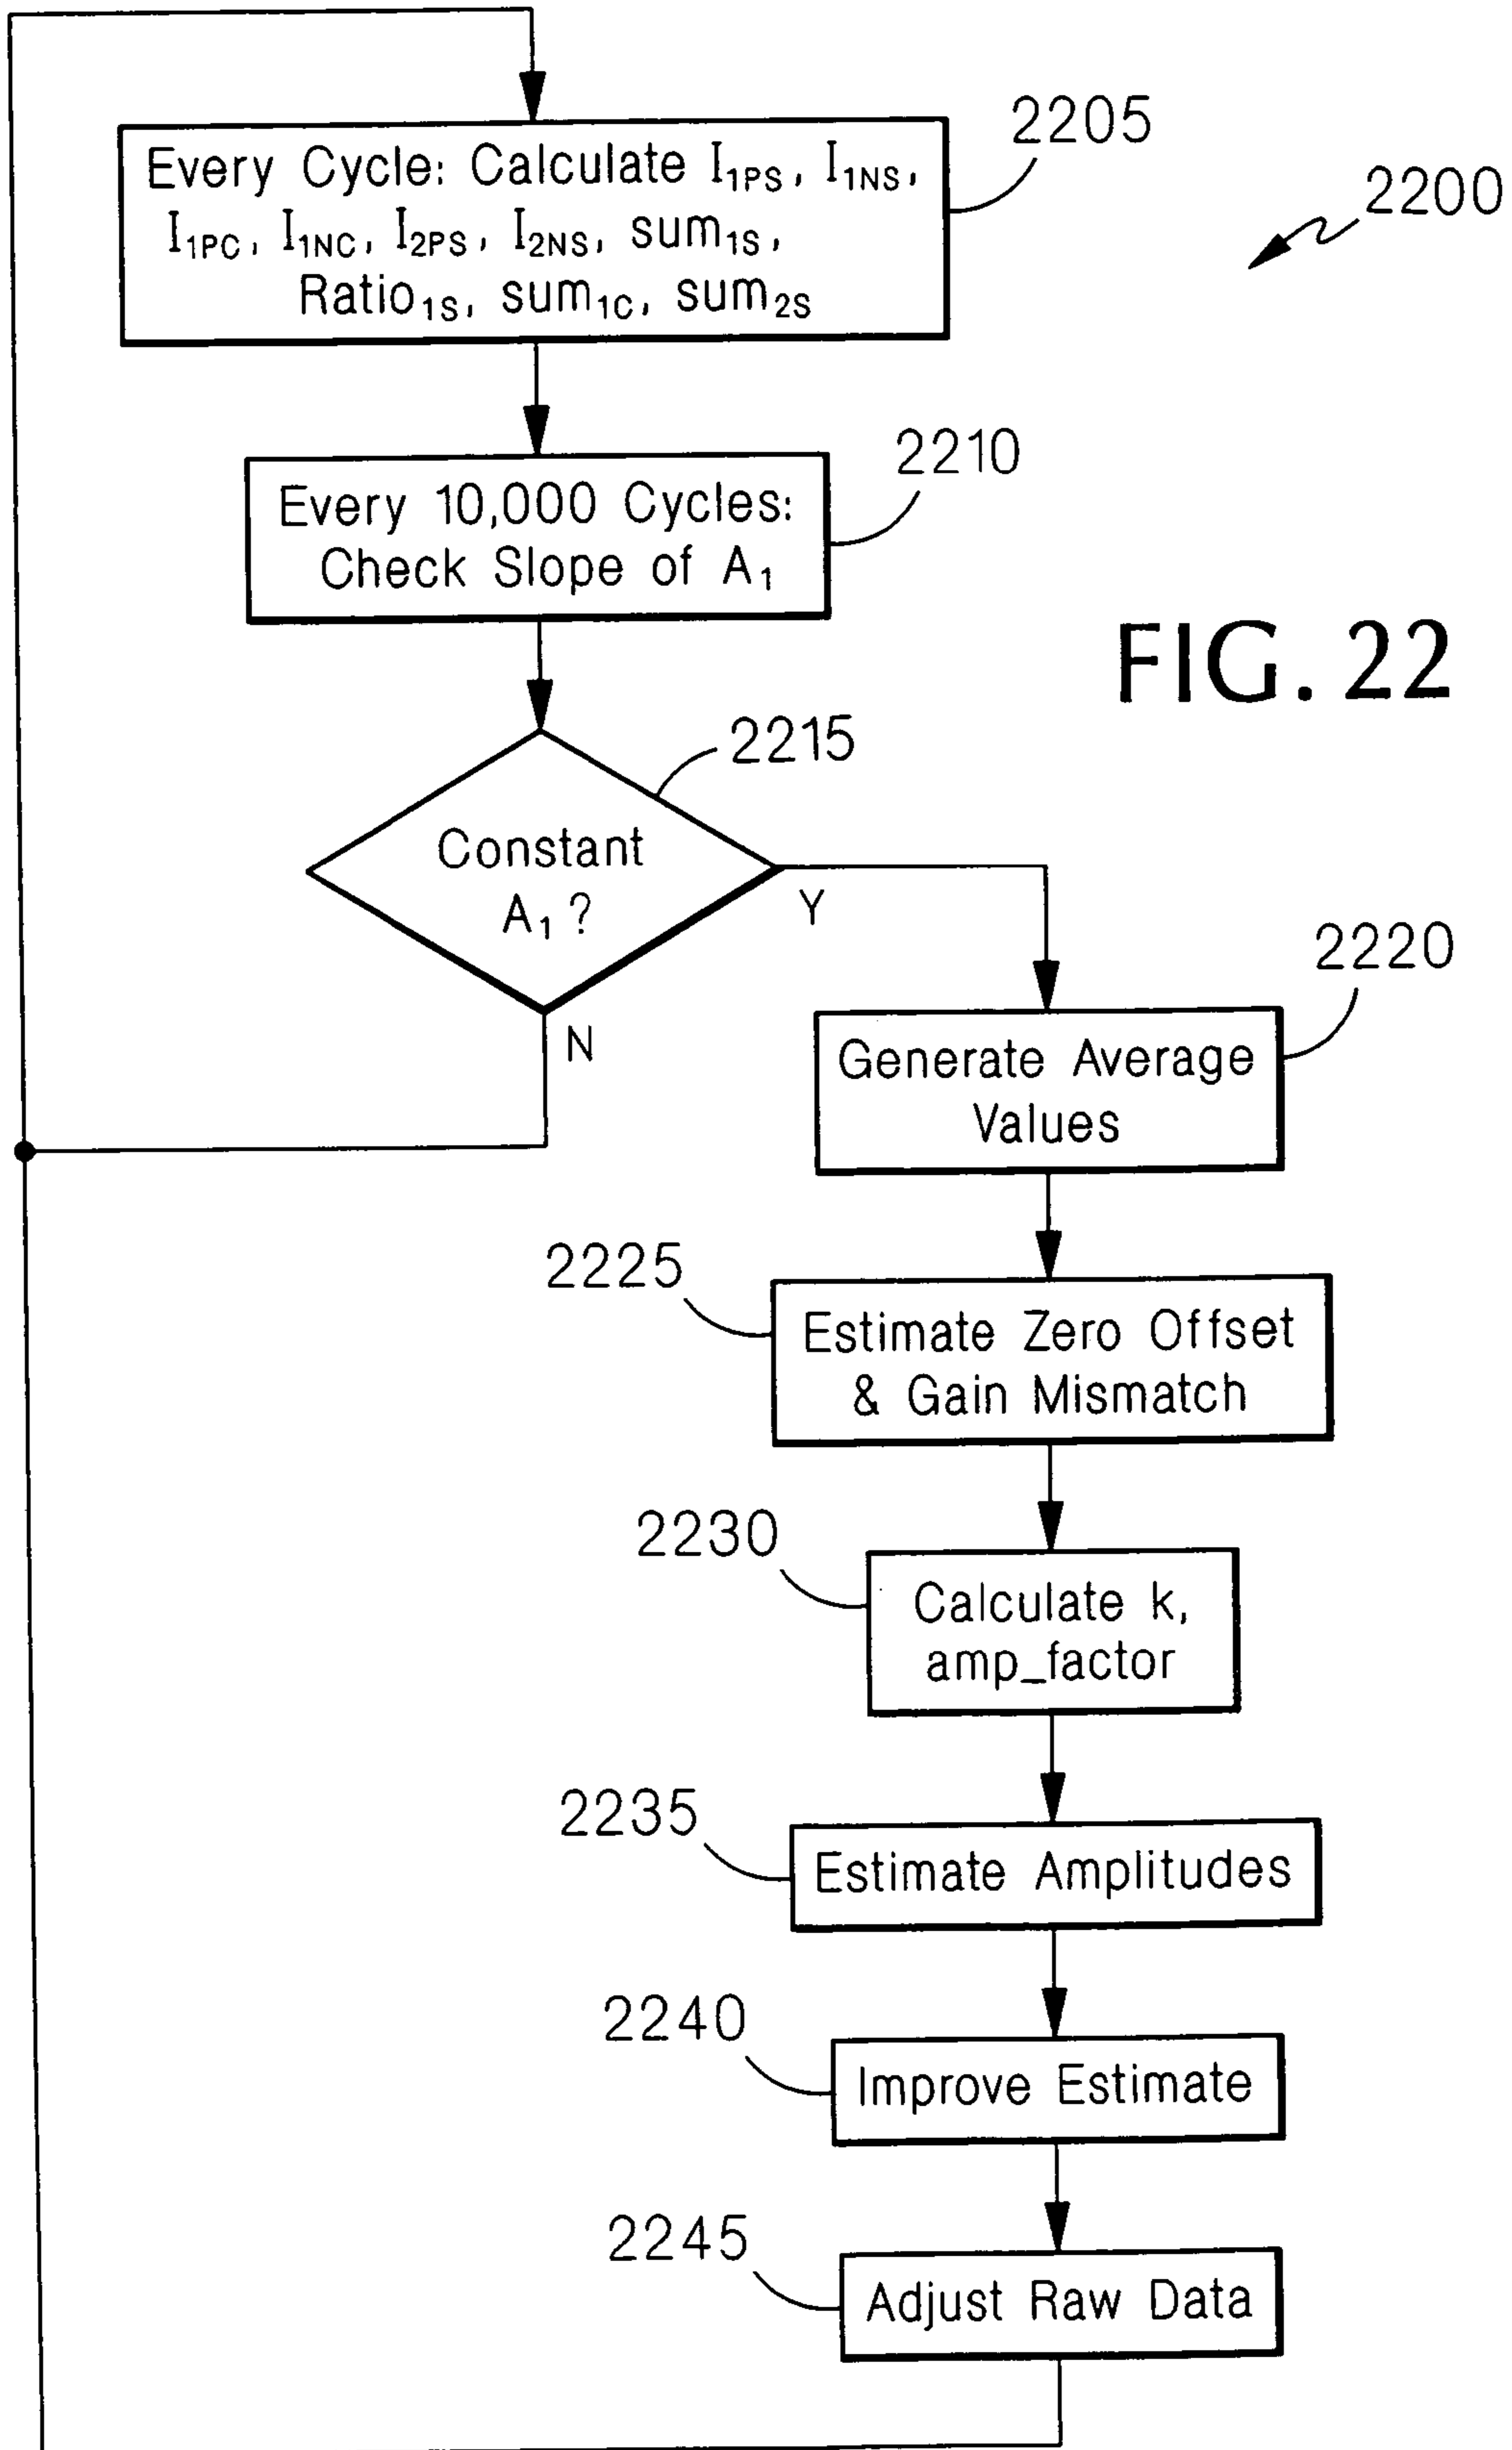 2205
Every Cycle: Calculate I₁PS, I₁NS,
I₁PC, I₁NC, I₂PS, I₂NS, sum₁S,
Ratio₁S, sum₁C, sum₂S
2200
2210
Every 10,000 Cycles:
Check Slope of A₁
FIG. 22
2215
Constant
A₁?
Y
N
2220
Generate Average
Values
2225
Estimate Zero Offset
& Gain Mismatch
2230
Calculate k,
amp_factor
2235
Estimate Amplitudes
2240
Improve Estimate
2245
Adjust Raw Data